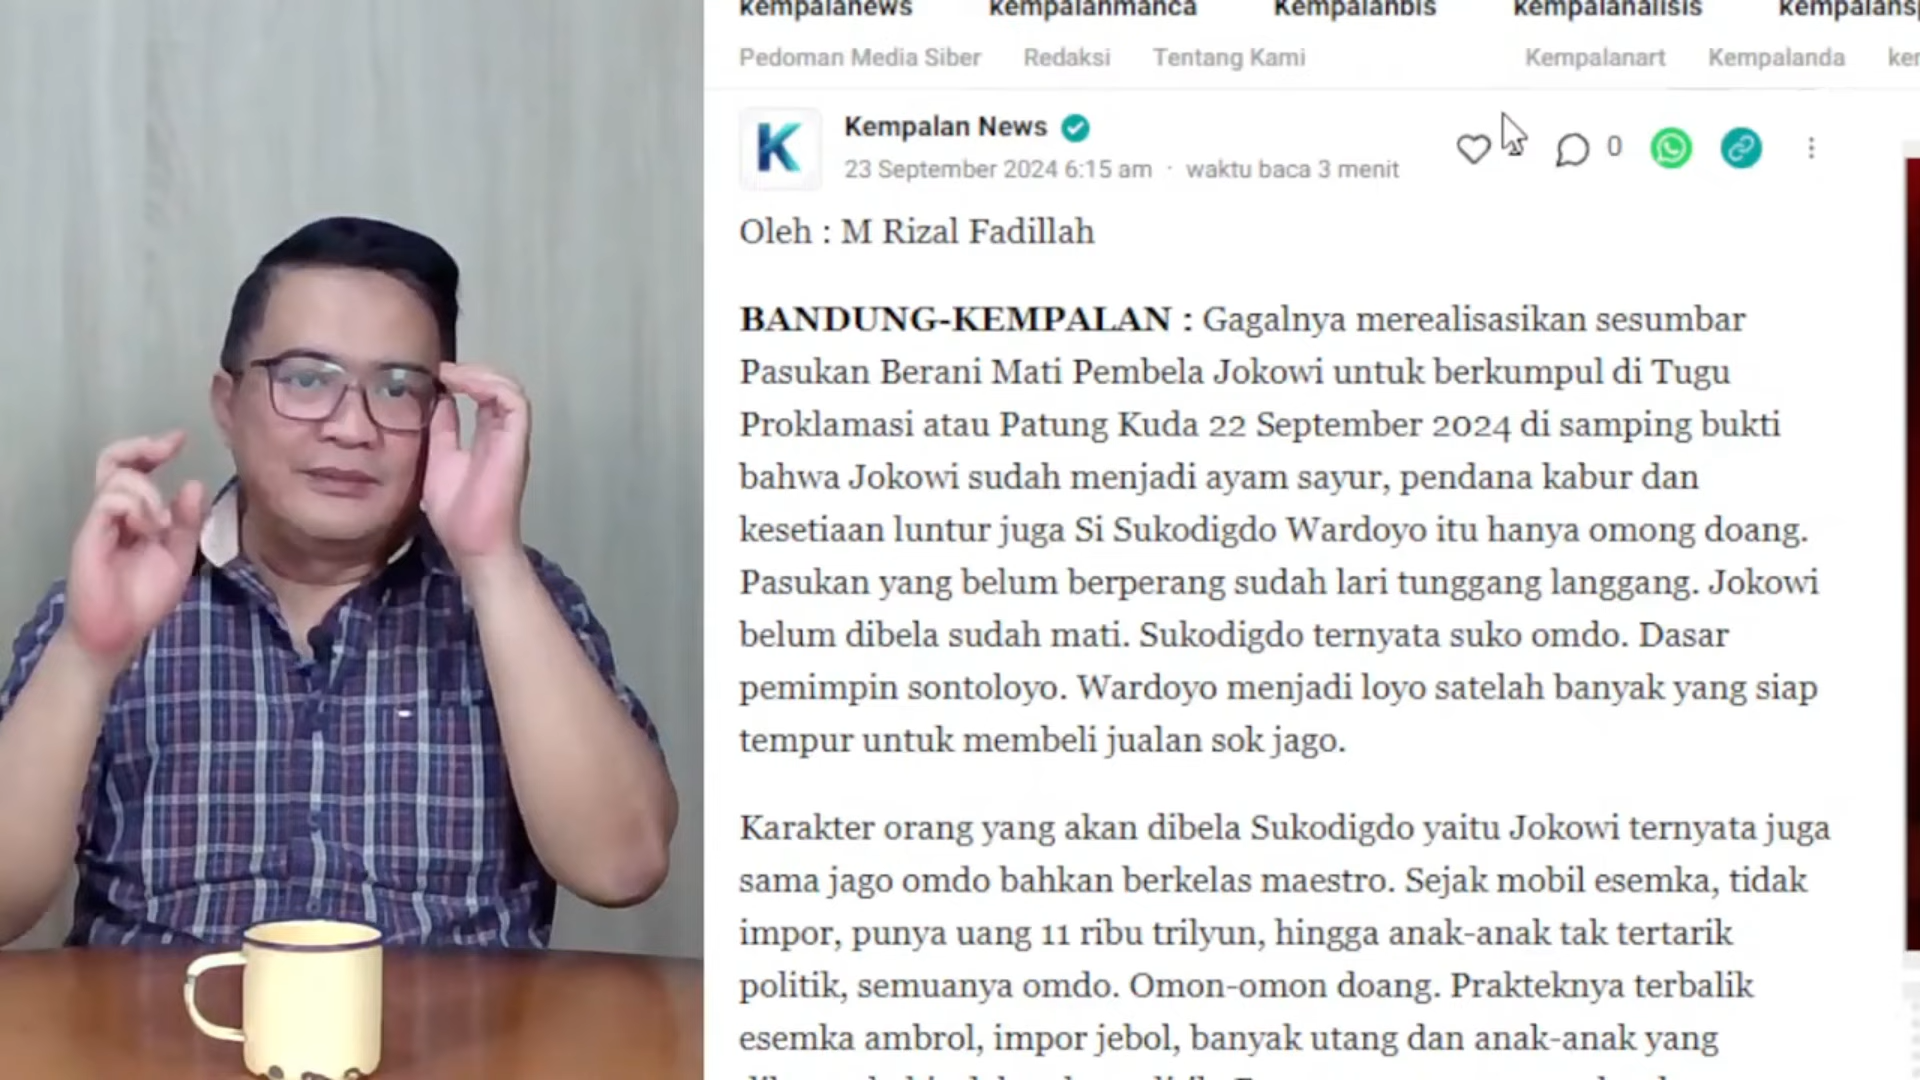 kempalanews kempalanmanca Kempalanbis kempalanalisis kempalansp
Pedoman Media Siber Redaksi Tentang Kami Kempalanart Kempalanda
K
Kempalan News
23 September 2024 6:15 am · waktu baca 3 menit
0
Oleh : M Rizal Fadillah
BANDUNG-KEMPALAN : Gagalnya merealisasikan sesumbar
Pasukan Berani Mati Pembela Jokowi untuk berkumpul di Tugu
Proklamasi atau Patung Kuda 22 September 2024 di samping bukti
bahwa Jokowi sudah menjadi ayam sayur, pendana kabur dan
kesetiaan luntur juga Si Sukodigdo Wardoyo itu hanya omong doang.
Pasukan yang belum berperang sudah lari tunggang langgang. Jokowi
belum dibela sudah mati. Sukodigdo ternyata suko omdo. Dasar
pemimpin sontoloyo. Wardoyo menjadi loyo satelah banyak yang siap
tempur untuk membeli jualan sok jago.
Karakter orang yang akan dibela Sukodigdo yaitu Jokowi ternyata juga
sama jago omdo bahkan berkelas maestro. Sejak mobil esemka, tidak
impor, punya uang 11 ribu trilyun, hingga anak-anak tak tertarik
politik, semuanya omdo. Omon-omon doang. Prakteknya terbalik
esemka ambrol, impor jebol, banyak utang dan anak-anak yang